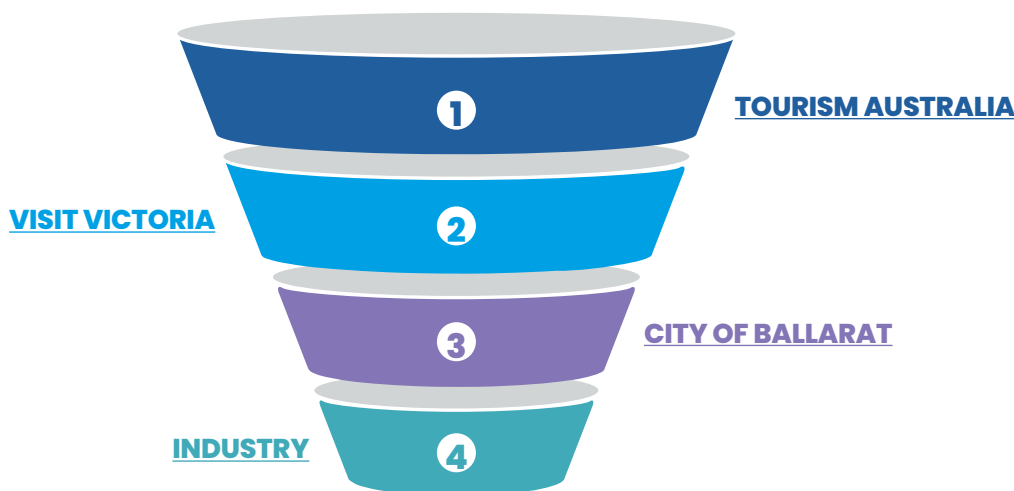 1
TOURISM AUSTRALIA
VISIT VICTORIA
2
3
CITY OF BALLARAT
INDUSTRY
4